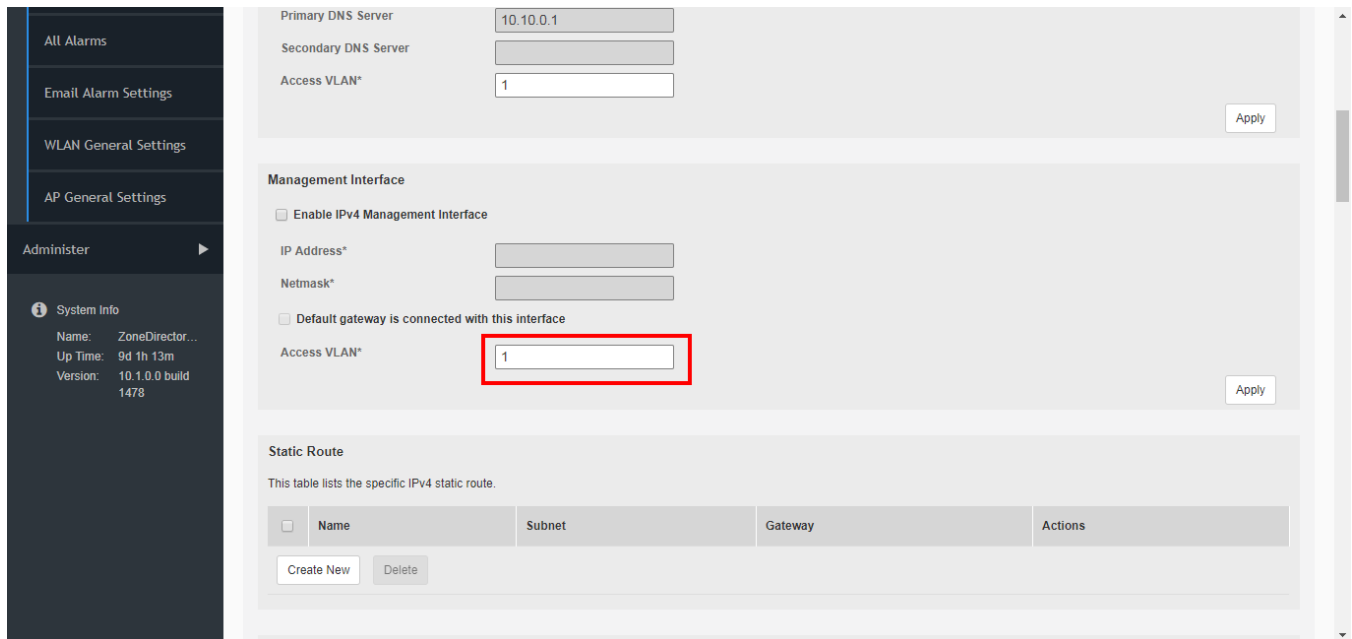 Primary DNS Server 10.10.0.1
All Alarms
Secondary DNS Server
Access VLAN* 1
Email Alarm Settings
Apply
WLAN General Settings
Management Interface
AP General Settings
Enable IPv4 Management Interface
Administer
IP Address*
Netmask*
System Info
Default gateway is connected with this interface
Name: ZoneDirector...
Up Time: 9d 1h 13m
Access VLAN* 1
Version: 10.1.0.0 build
1478
Apply
Static Route
This table lists the specific IPv4 static route.
Name Subnet Gateway Actions
Create New Delete